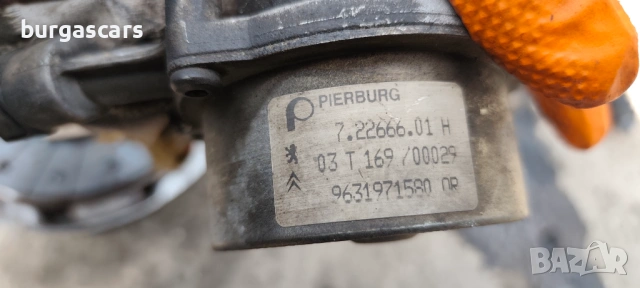 burgascars
PIERBURG
7.22666.01 H
03 T 169 /00029
9631971580 OR
BAZAR